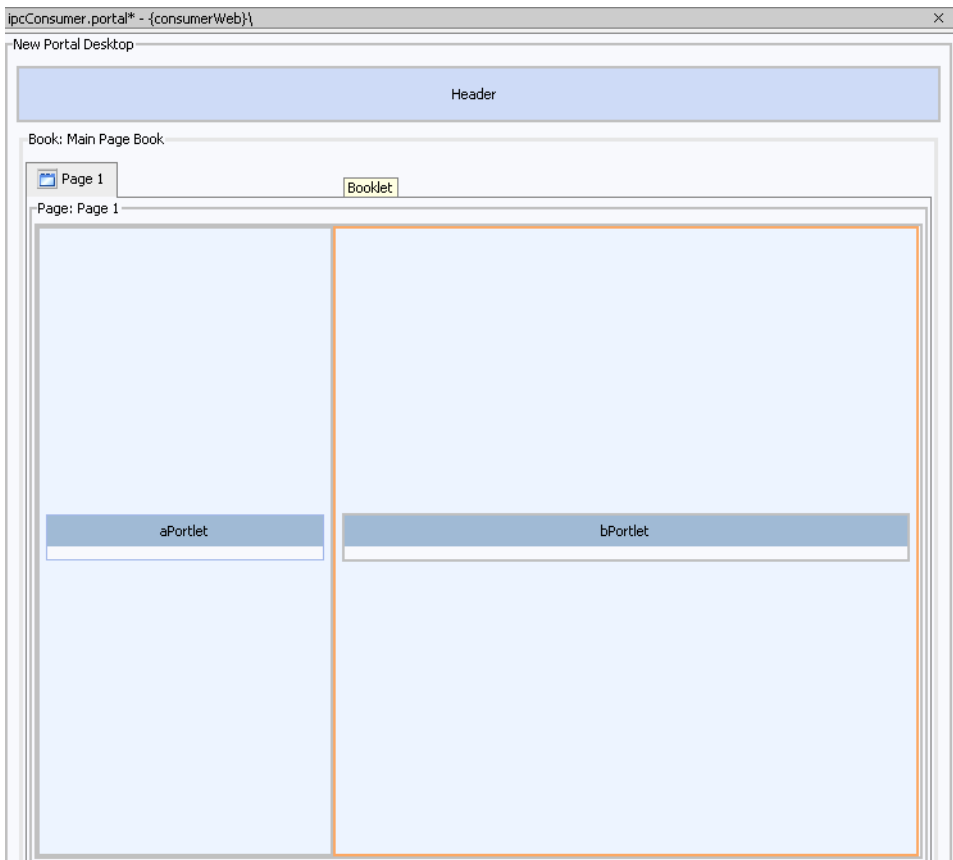 ipcConsumer.portal* - {consumerWeb}\
New Portal Desktop
Header
Book: Main Page Book
Page 1
Booklet
Page: Page 1
aPortlet
bPortlet